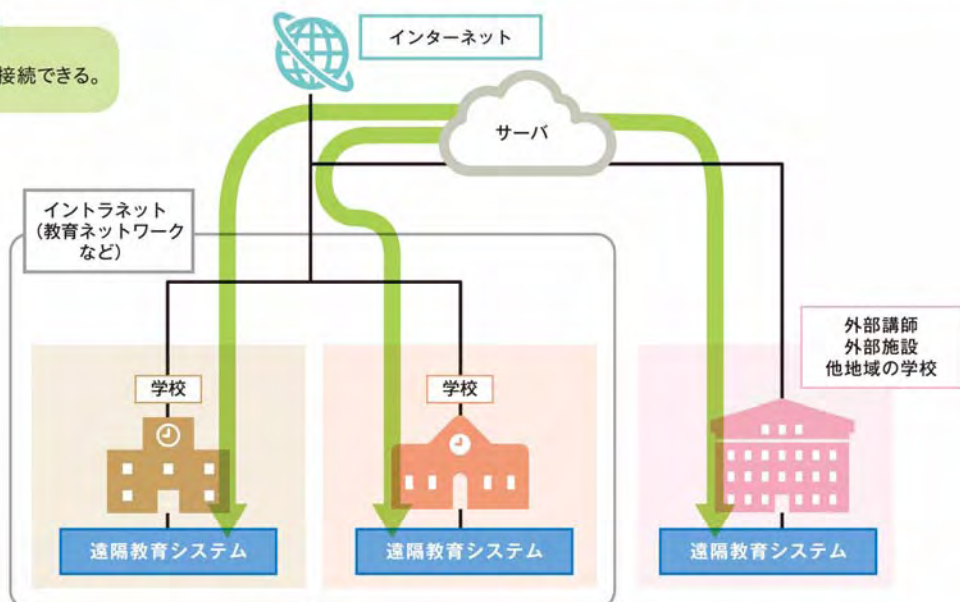 インターネット
接続できる。
サーバ
イントラネット
（教育ネットワーク
など）
外部講師
外部施設
他地域の学校
学校
学校
遠隔教育システム
遠隔教育システム
遠隔教育システム